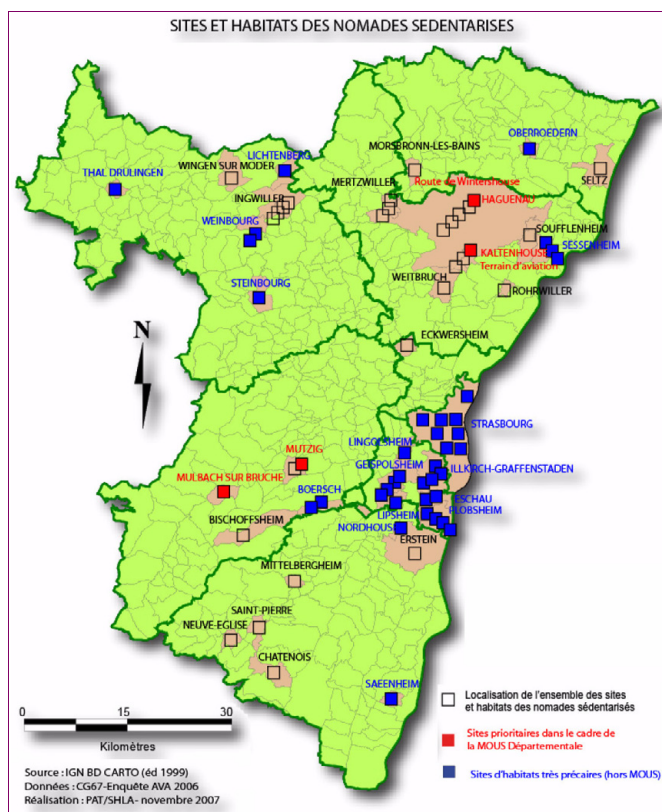 SITES ET HABITATS DES NOMADES SEDENTARISES
MORSBRONN-LES-BAINS
OBERROEDERN
LICHTENBERG
WINGEN SUR MODER
THAL DRULINGEN
SELTZ
MERTZWILLER
Route de Wintershouse
HAGUENAU
INGWILLER
WEINBOURG
SOUFFLENHEIM
SESSENHEIM
KALTENHOUSE
Terrain d'aviation
WEITBRUCH
STEINBOURG
ROHRWILLER
N
ECKWERSHEIM
STRASBOURG
LINGOLSHEIM
MUTZIG
GEISPOLSHEIM
ILLKIRCH-GRAFFENSTADEN
MULBACH SUR BRUCHE
BOERSCH
ESCHAU
LIPSHEIM
PLOBSHEIM
BISCHOFFSHEIM
NORDHOUSE
ERSTEIN
MITTELBERGHEIM
SAINT-PIERRE
NEUVE-EGLISE
CHATENOIS
SAEENHEIM
Localisation de l'ensemble des sites
et habitats des nomades sédentarisés
0 15 30
Kilomètres
Sites prioritaires dans le cadre de
la MOUS Départementale
Sites d'habitats très précaires (hors MOUS)
Source : IGN BD CARTO (éd 1999)
Données : CG67-Enquête AVA 2006
Réalisation : PAT/SHLA- novembre 2007